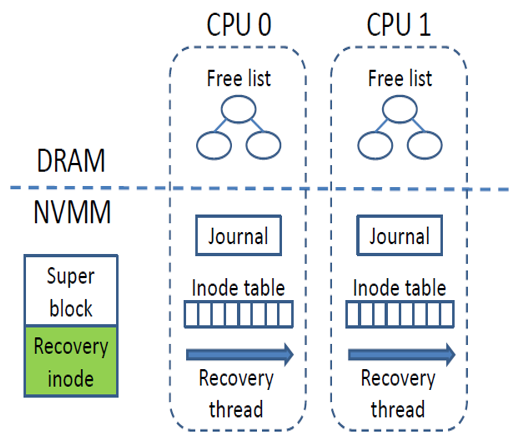 CPU 0
CPU 1
Free list
Free list
DRAM
NVMM
Journal
Journal
Super
block
Recovery
inode
Inode table
Inode table
Recovery
thread
Recovery
thread